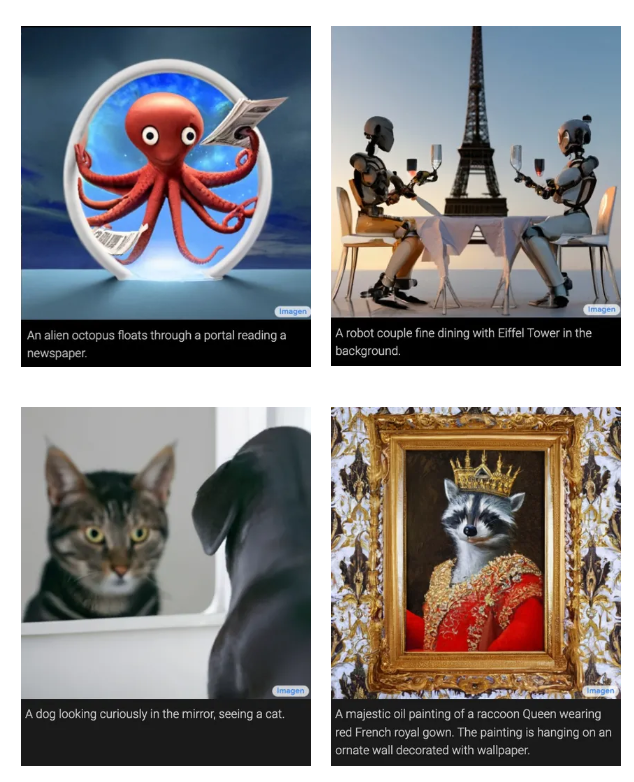 Imagen
An alien octopus floats through a portal reading a
newspaper.
Imagen
A robot couple fine dining with Eiffel Tower in the
background.
Imagen
A dog looking curiously in the mirror, seeing a cat.
Imagen
A majestic oil painting of a raccoon Queen wearing
red French royal gown. The painting is hanging on an
ornate wall decorated with wallpaper.